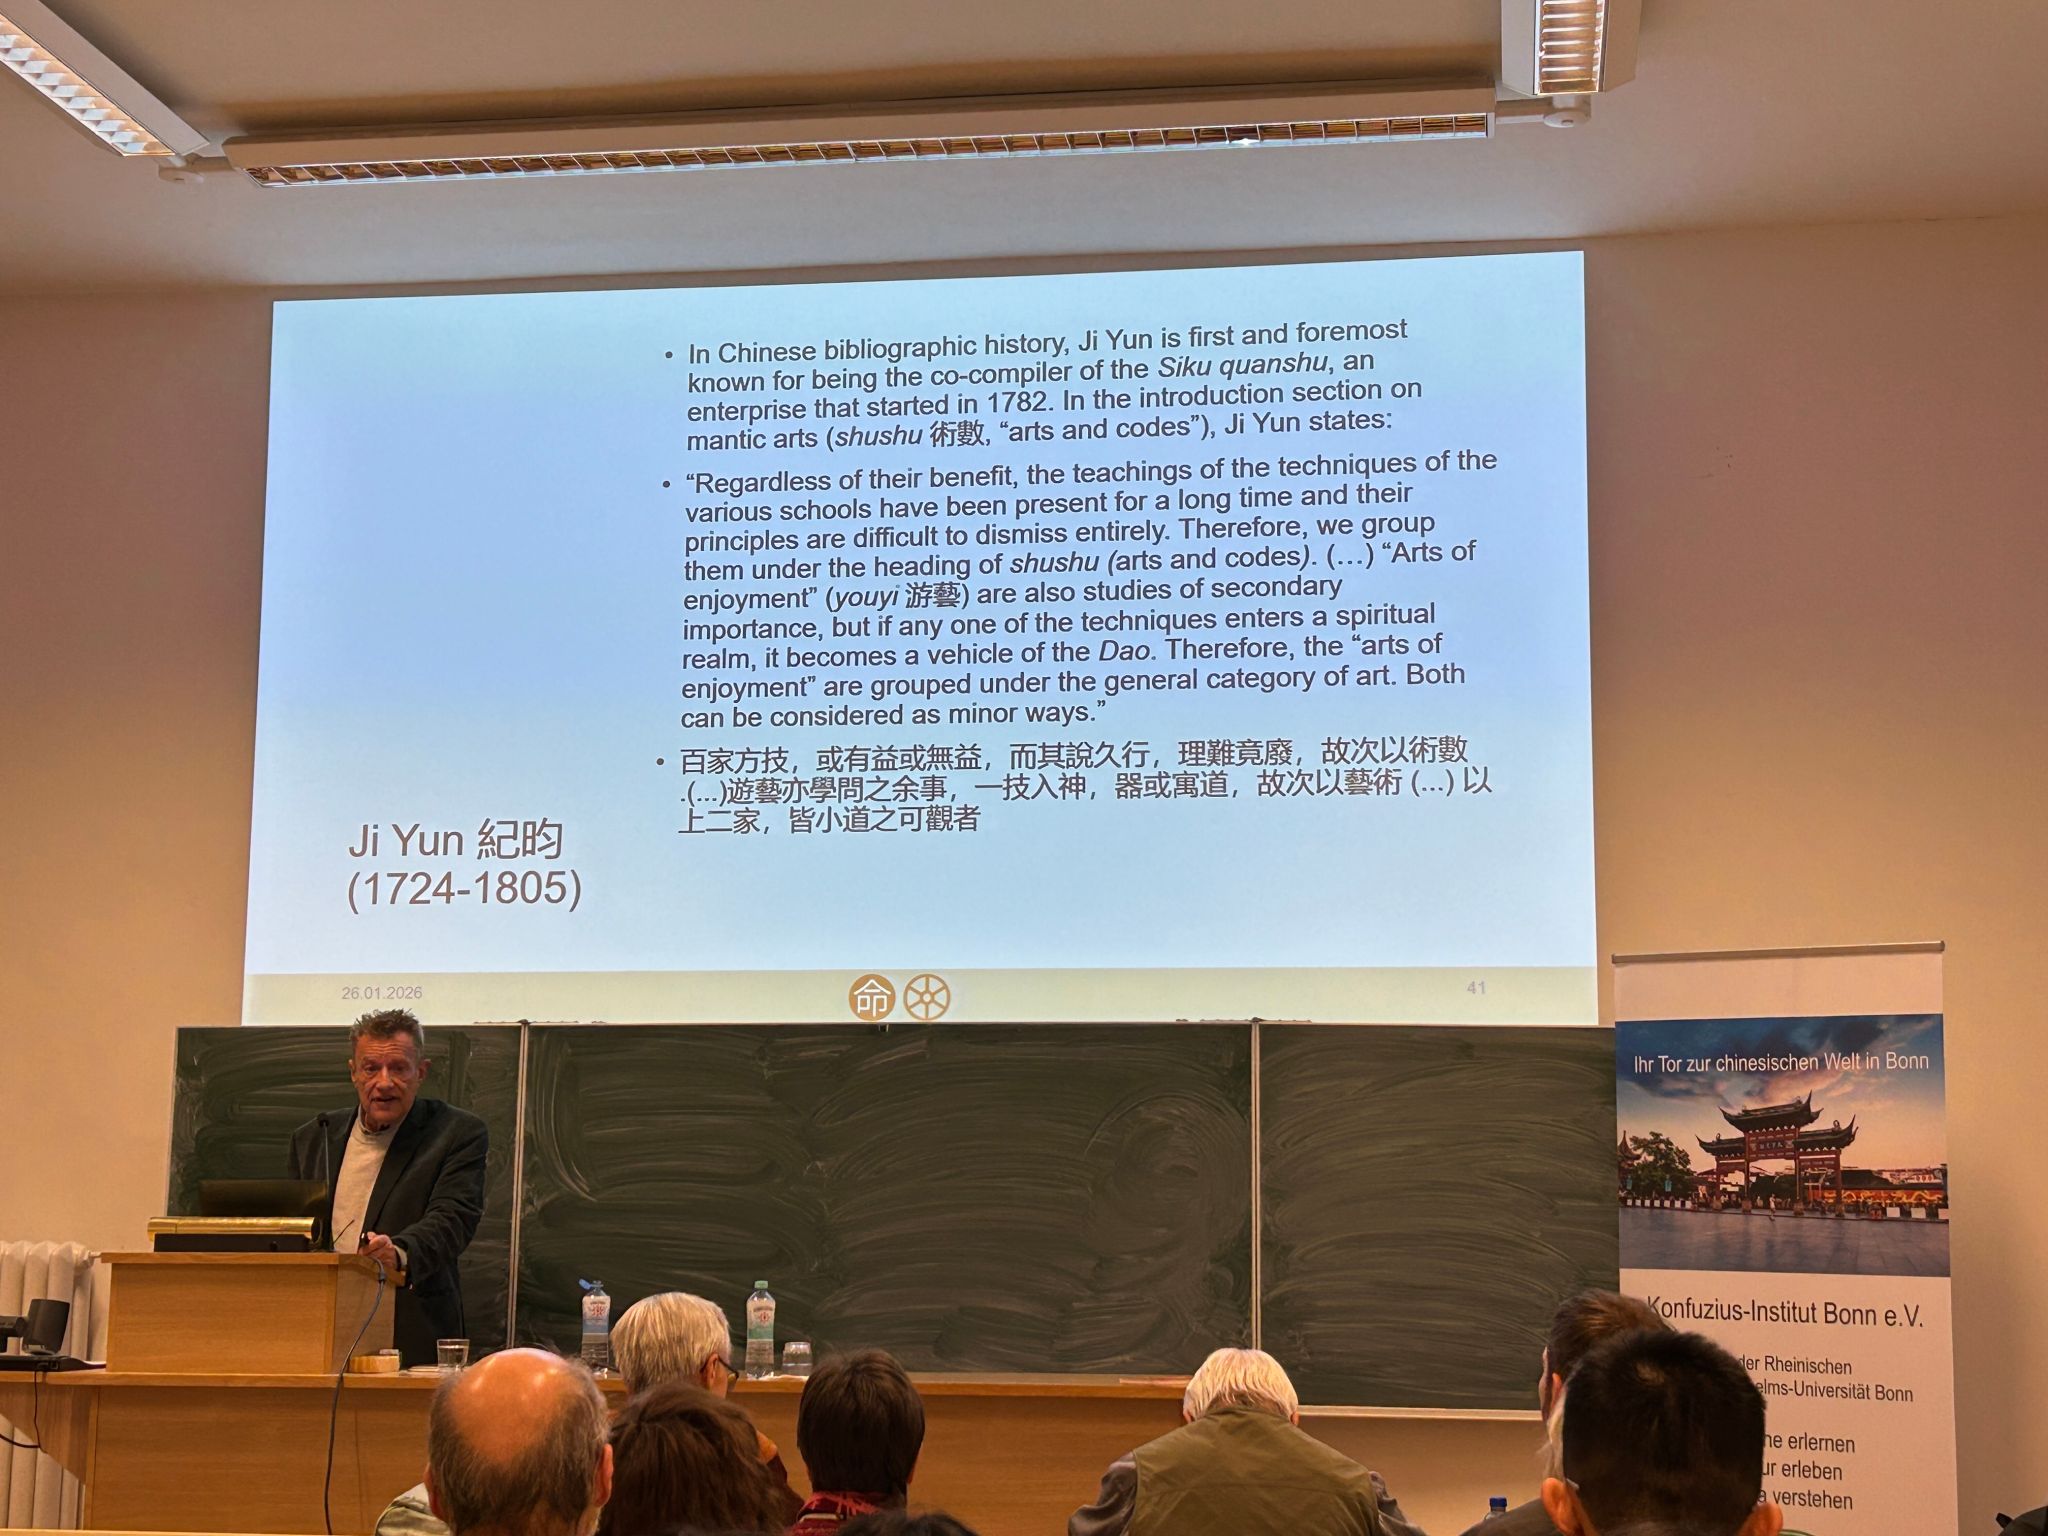 • In Chinese bibliographic history, Ji Yun is first and foremost
known for being the co-compiler of the Siku quanshu, an
enterprise that started in 1782. In the introduction section on
mantic arts (shushu 術數, “arts and codes”), Ji Yun states:
• “Regardless of their benefit, the teachings of the techniques of the
various schools have been present for a long time and their
principles are difficult to dismiss entirely. Therefore, we group
them under the heading of shushu (arts and codes). (…) “Arts of
enjoyment” (youyi 游藝) are also studies of secondary
importance, but if any one of the techniques enters a spiritual
realm, it becomes a vehicle of the Dao. Therefore, the “arts of
enjoyment” are grouped under the general category of art. Both
can be considered as minor ways.”
• 百家方技，或有益或無益，而其說久行，理難竟廢，故次以術數
.(…)遊藝亦學問之余事，一技入神，器或寓道，故次以藝術 (…) 以
上二家，皆小道之可觀者
Ji Yun 紀昀
(1724-1805)
26.01.2026
命
41
Ihr Tor zur chinesischen Welt in Bonn
Konfuzius-Institut Bonn e.V.
der Rheinischen
elms-Universität Bonn
erlernen
erleben
verstehen